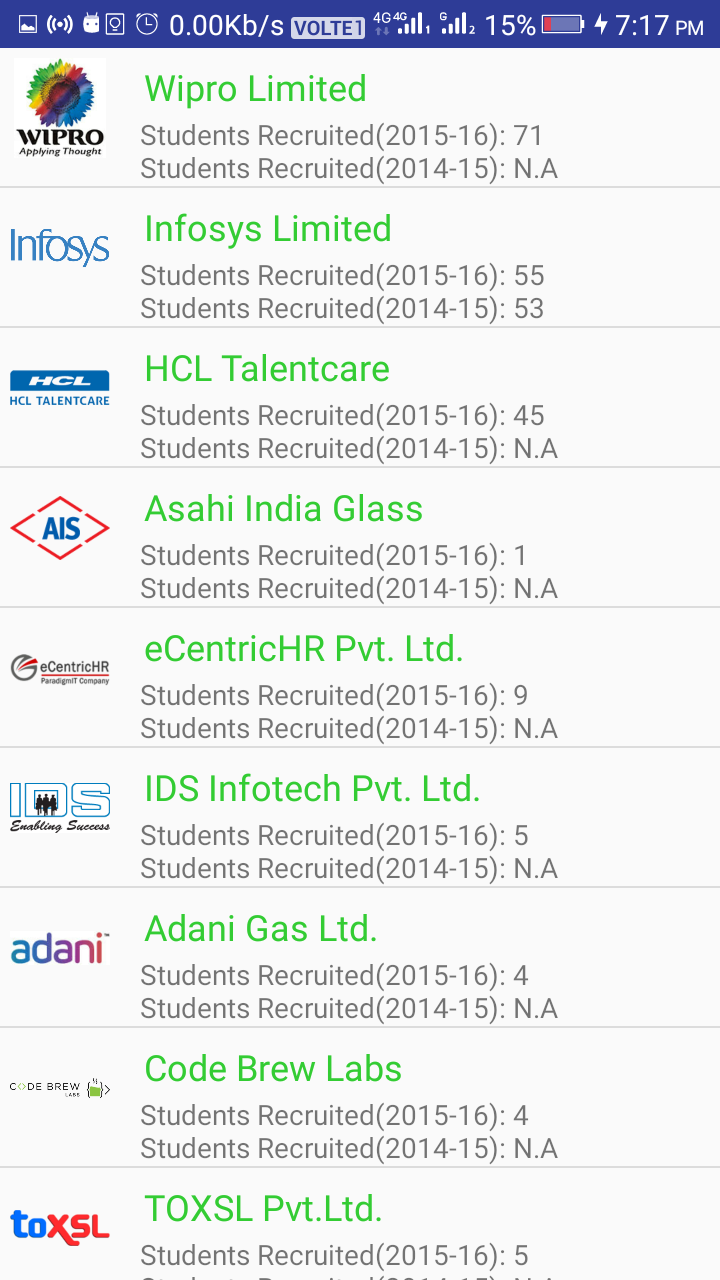 0.00Kb/s VOLTE1 4G 4G 1 G 2 15% 7:17 PM
WIPRO
Applying Thought
Wipro Limited
Students Recruited(2015-16): 71
Students Recruited(2014-15): N.A
Infosys
Infosys Limited
Students Recruited(2015-16): 55
Students Recruited(2014-15): 53
HCL
HCL TALENTCARE
HCL Talentcare
Students Recruited(2015-16): 45
Students Recruited(2014-15): N.A
AIS
Asahi India Glass
Students Recruited(2015-16): 1
Students Recruited(2014-15): N.A
eCentricHR
ParadigmIT Company
eCentricHR Pvt. Ltd.
Students Recruited(2015-16): 9
Students Recruited(2014-15): N.A
IDS
Enabling Success
IDS Infotech Pvt. Ltd.
Students Recruited(2015-16): 5
Students Recruited(2014-15): N.A
adani™
Adani Gas Ltd.
Students Recruited(2015-16): 4
Students Recruited(2014-15): N.A
CODE BREW
LABS
Code Brew Labs
Students Recruited(2015-16): 4
Students Recruited(2014-15): N.A
toXSL
TOXSL Pvt.Ltd.
Students Recruited(2015-16): 5